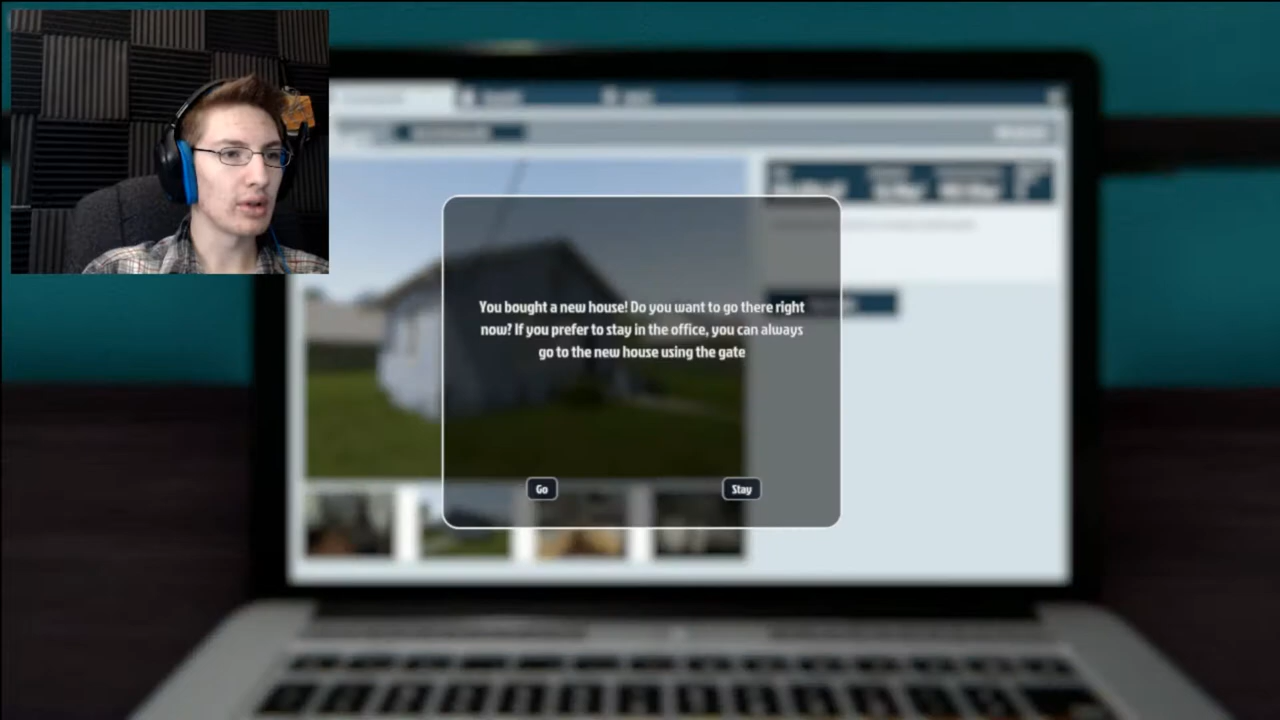 You bought a new house! Do you want to go there right
now? If you prefer to stay in the office, you can always
go to the new house using the gate
Go
Stay